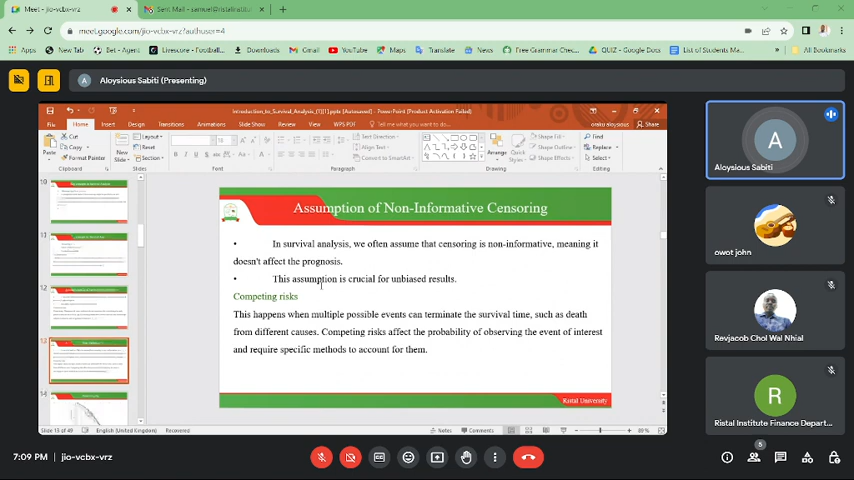 Meet - jio-vcbx-vrz
Sent Mail - samuel@ristalinstitu
meet.google.com/jio-vcbx-vrz?authuser=4
Apps
New Tab
Bet - Agent
Livescore - Football...
Downloads
Gmail
YouTube
Maps
Translate
News
Free Grammar Chec...
QUIZ - Google Docs
List of Students Ma...
All Bookmarks
A
Aloysious Sabiti (Presenting)
Introduction_to_Survival_Analysis_(1)[1].pptx [Autosaved] - PowerPoint (Product Activation Failed)
File
Home
Insert
Design
Transitions
Animations
Slide Show
Review
View
WPS PDF
Tell me what you want to do...
oraku aloysious
Share
Paste
Cut
Copy
Format Painter
Clipboard
New
Slide
Layout
Reset
Section
Slides
Font
Text Direction
Align Text
Convert to SmartArt
Paragraph
Arrange
Quick
Styles
Shape Fill
Shape Outline
Shape Effects
Drawing
Find
Replace
Select
Editing
10
11
12
13
14
Assumption of Non-Informative Censoring
• In survival analysis, we often assume that censoring is non-informative, meaning it
doesn't affect the prognosis.
• This assumption is crucial for unbiased results.
Competing risks
This happens when multiple possible events can terminate the survival time, such as death
from different causes. Competing risks affect the probability of observing the event of interest
and require specific methods to account for them.
Ristal University
Slide 13 of 49
English (United Kingdom)
Recovered
Notes
Comments
A
Aloysious Sabiti
owot john
Revjacob Chol Wal Nhial
R
Ristal Institute Finance Depart...
7:09 PM
jio-vcbx-vrz
5